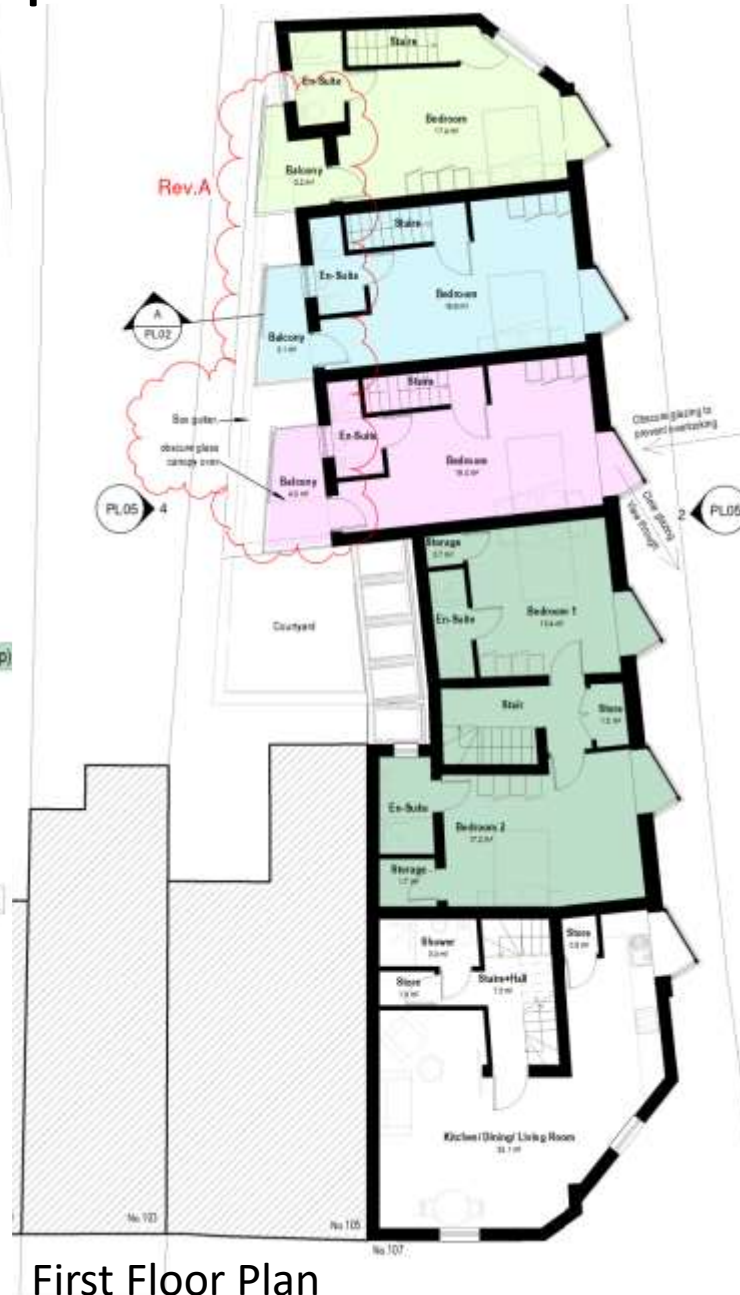 Stairs
En-Suite
Bedroom
Balcony
Rev.A
Stairs
En-Suite
Bedroom
A
PL02
Balcony
Stairs
Box gutter
En-Suite
Obscure glazing to
prevent overlooking
obscure glass
canopy over
Bedroom
Balcony
PL05
4
Clear glazing
View through
2
PL05
Storage
En-Suite
Bedroom 1
Courtyard
Stair
Store
En-Suite
Bedroom 2
Storage
Shower
Store
Store
Stairs+Hall
Kitchen/Dining/Living Room
No.103
No.105
No.107
First Floor Plan